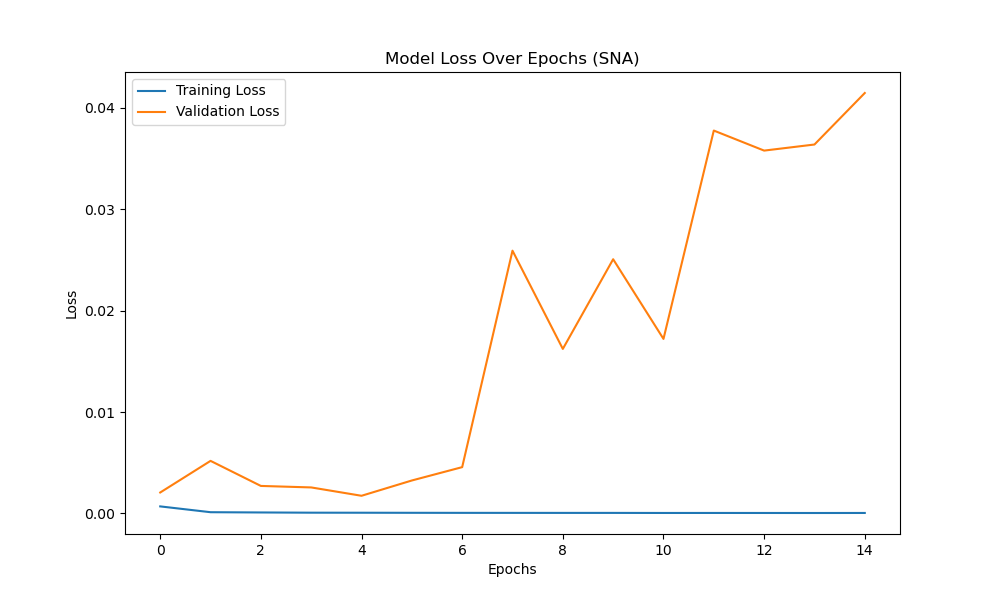 Model Loss Over Epochs (SNA)
Training Loss
Validation Loss
0.04
0.03
0.02
0.01
0.00
Loss
0 2 4 6 8 10 12 14
Epochs